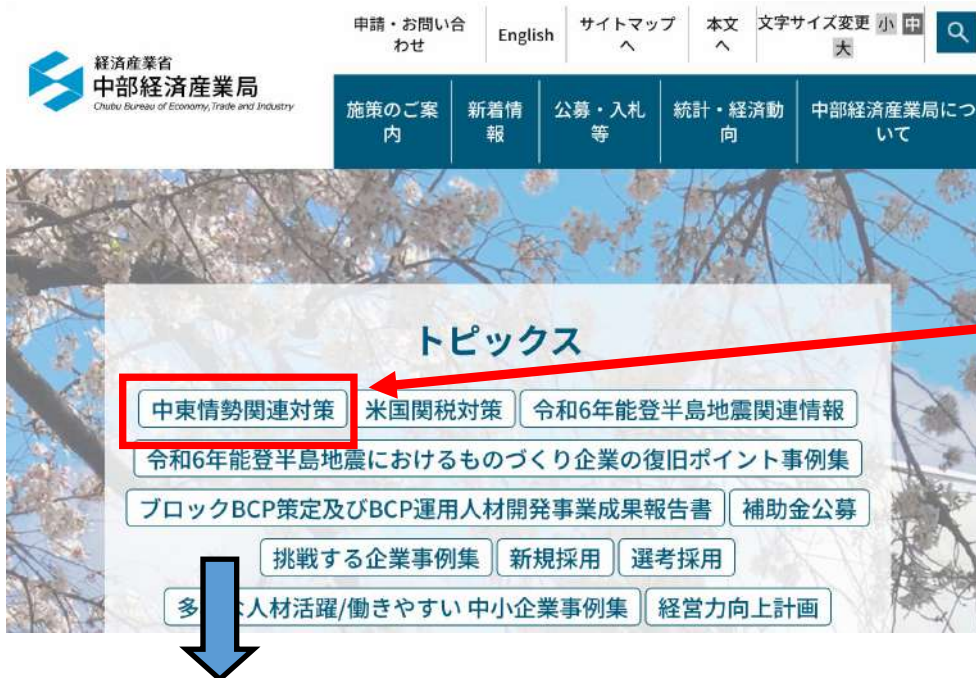 申請・お問い合
わせ
English
サイトマップ
へ
本文
へ
文字サイズ変更 小 中
大
経済産業省
中部経済産業局
Chubu Bureau of Economy, Trade and Industry
施策のご案
内
新着情
報
公募・入札
等
統計・経済動
向
中部経済産業局につ
いて
トピックス
中東情勢関連対策 米国関税対策 令和6年能登半島地震関連情報
令和6年能登半島地震におけるものづくり企業の復旧ポイント事例集
ブロックBCP策定及びBCP運用人材開発事業成果報告書 補助金公募
挑戦する企業事例集 新規採用 選考採用
多 人材活躍/働きやすい中小企業事例集 経営力向上計画